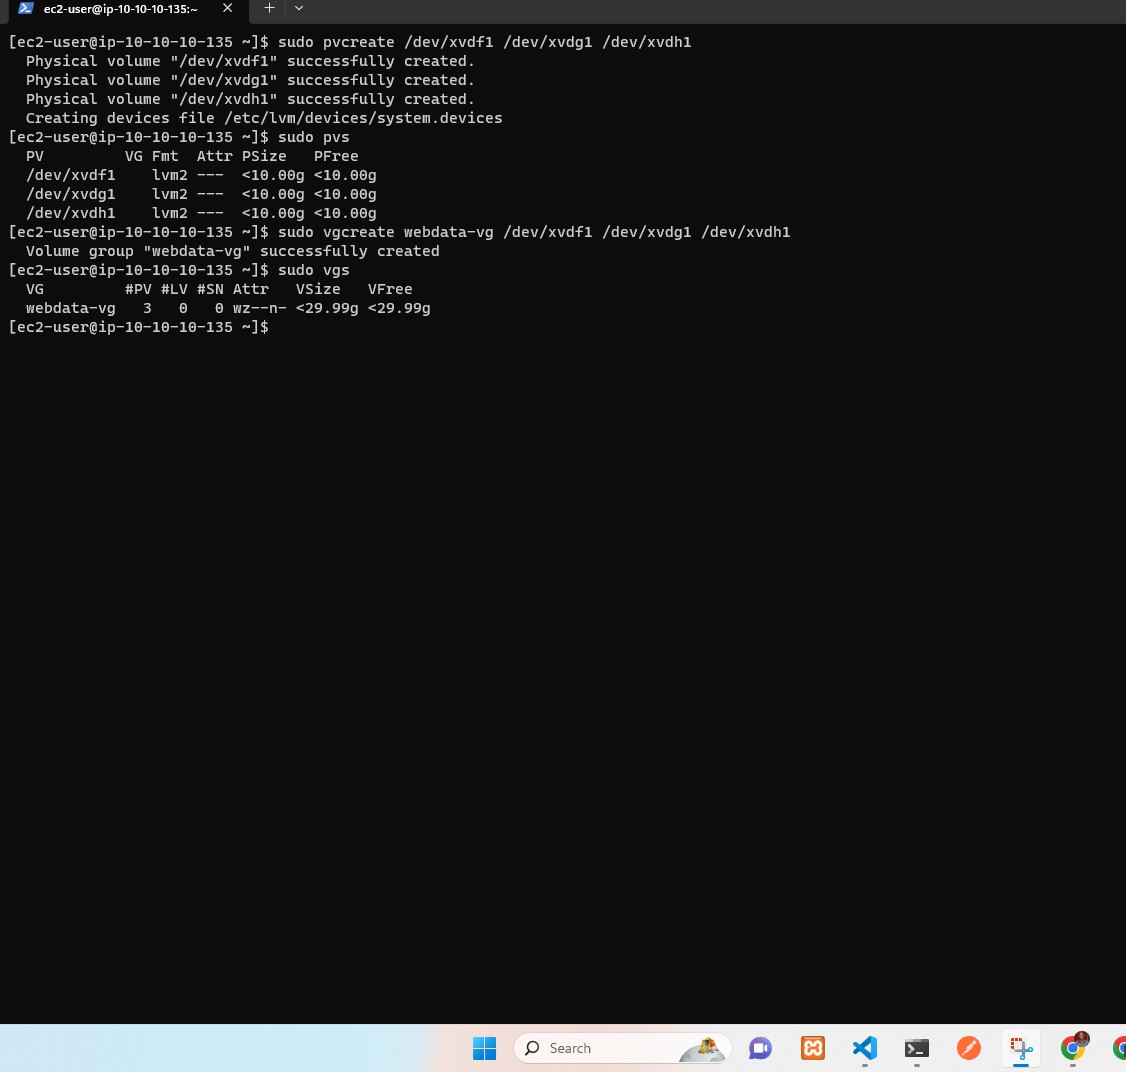 ec2-user@ip-10-10-10-135:~
[ec2-user@ip-10-10-10-135 ~]$ sudo pvcreate /dev/xvdf1 /dev/xvdg1 /dev/xvdh1
  Physical volume "/dev/xvdf1" successfully created.
  Physical volume "/dev/xvdg1" successfully created.
  Physical volume "/dev/xvdh1" successfully created.
  Creating devices file /etc/lvm/devices/system.devices
[ec2-user@ip-10-10-10-135 ~]$ sudo pvs
  PV         VG Fmt  Attr PSize   PFree
  /dev/xvdf1    lvm2 ---  <10.00g <10.00g
  /dev/xvdg1    lvm2 ---  <10.00g <10.00g
  /dev/xvdh1    lvm2 ---  <10.00g <10.00g
[ec2-user@ip-10-10-10-135 ~]$ sudo vgcreate webdata-vg /dev/xvdf1 /dev/xvdg1 /dev/xvdh1
  Volume group "webdata-vg" successfully created
[ec2-user@ip-10-10-10-135 ~]$ sudo vgs
  VG         #PV #LV #SN Attr   VSize   VFree
  webdata-vg   3   0   0 wz--n- <29.99g <29.99g
[ec2-user@ip-10-10-10-135 ~]$
Search